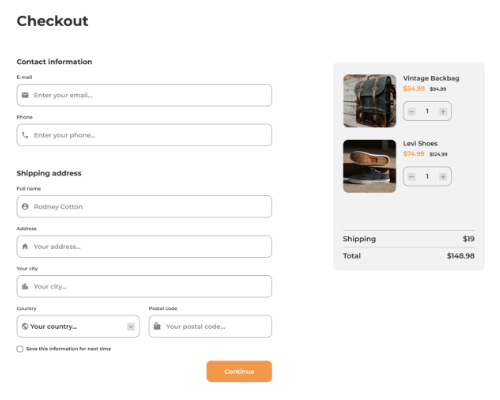 Checkout
Contact information
E-mail
Enter your email...
Phone
Enter your phone...
Shipping address
Full name
Rodney Cotton
Address
Your address...
Your city
Your city...
Country
Postal code
Your country...
Your postal code...
Save this information for next time
Continue
Vintage Backbag
$54.99 $94.99
1
Levi Shoes
$74.99 $124.99
1
Shipping $19
Total $148.98